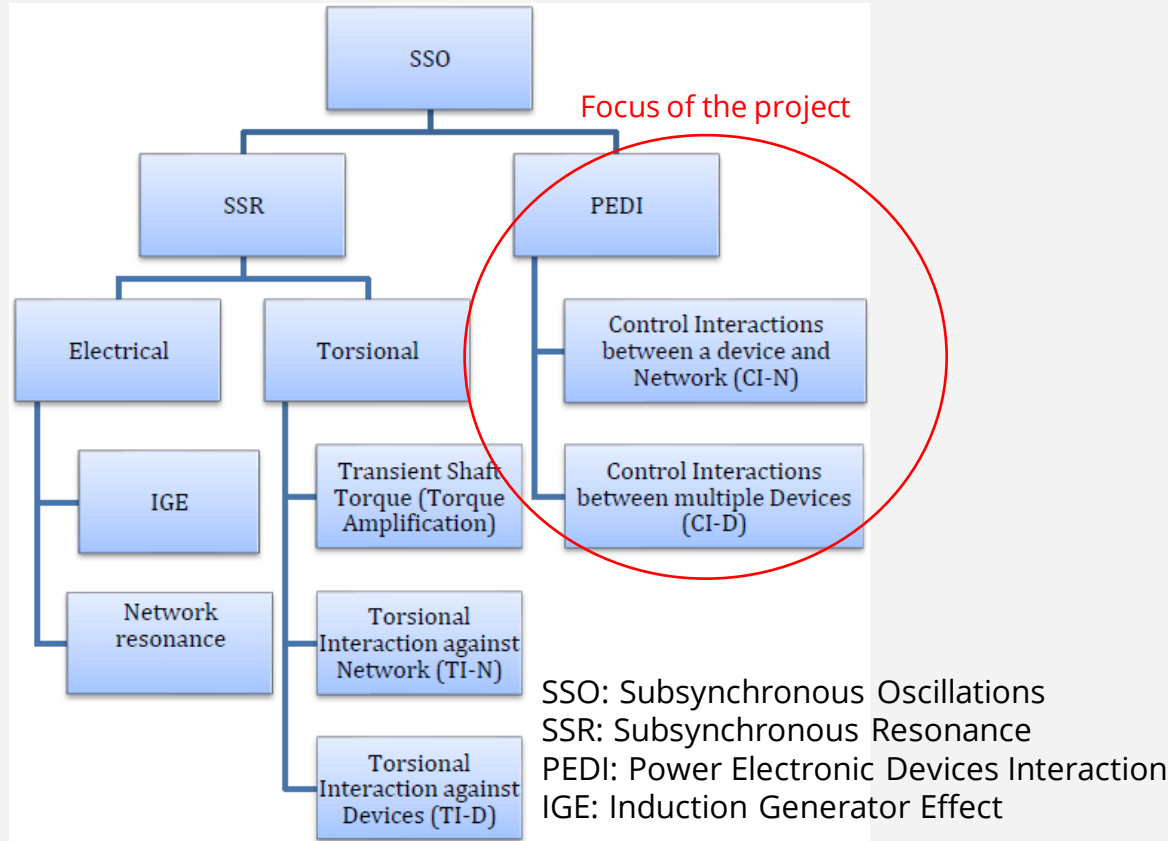 SSO
Focus of the project
SSR
PEDI
Electrical
Torsional
Control Interactions
between a device and
Network (CI-N)
IGE
Transient Shaft
Torque (Torque
Amplification)
Control Interactions
between multiple Devices
(CI-D)
Network
resonance
Torsional
Interaction against
Network (TI-N)
Torsional
Interaction against
Devices (TI-D)
SSO: Subsynchronous Oscillations
SSR: Subsynchronous Resonance
PEDI: Power Electronic Devices Interaction
IGE: Induction Generator Effect